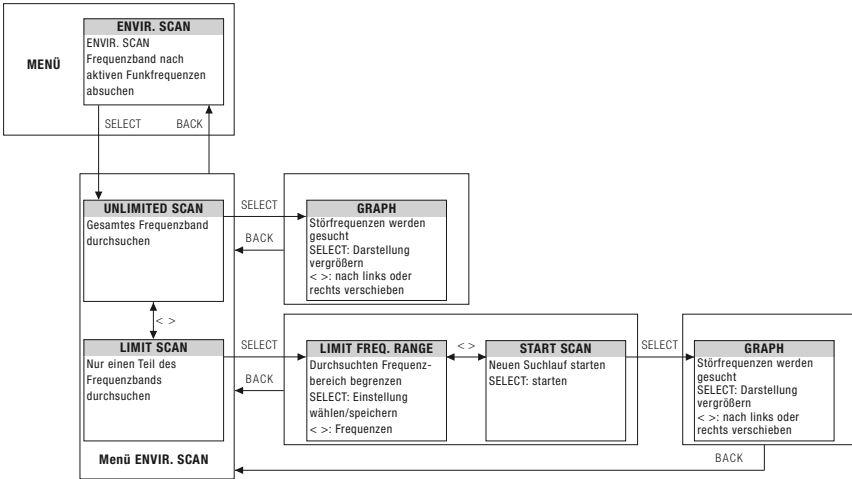 MENÜ
ENVIR. SCAN
ENVIR. SCAN
Frequenzband nach
aktiven Funkfrequenzen
absuchen
SELECT
BACK
UNLIMITED SCAN
Gesamtes Frequenzband
durchsuchen
SELECT
BACK
GRAPH
Störfrequenzen werden
gesucht
SELECT: Darstellung
vergrößern
< >: nach links oder
rechts verschieben
< >
LIMIT SCAN
Nur einen Teil des
Frequenzbands
durchsuchen
SELECT
BACK
LIMIT FREQ. RANGE
Durchsuchten Frequenz-
bereich begrenzen
SELECT: Einstellung
wählen/speichern
< >: Frequenzen
< >
START SCAN
Neuen Suchlauf starten
SELECT: starten
SELECT
GRAPH
Störfrequenzen werden
gesucht
SELECT: Darstellung
vergrößern
< >: nach links oder
rechts verschieben
BACK
Menü ENVIR. SCAN